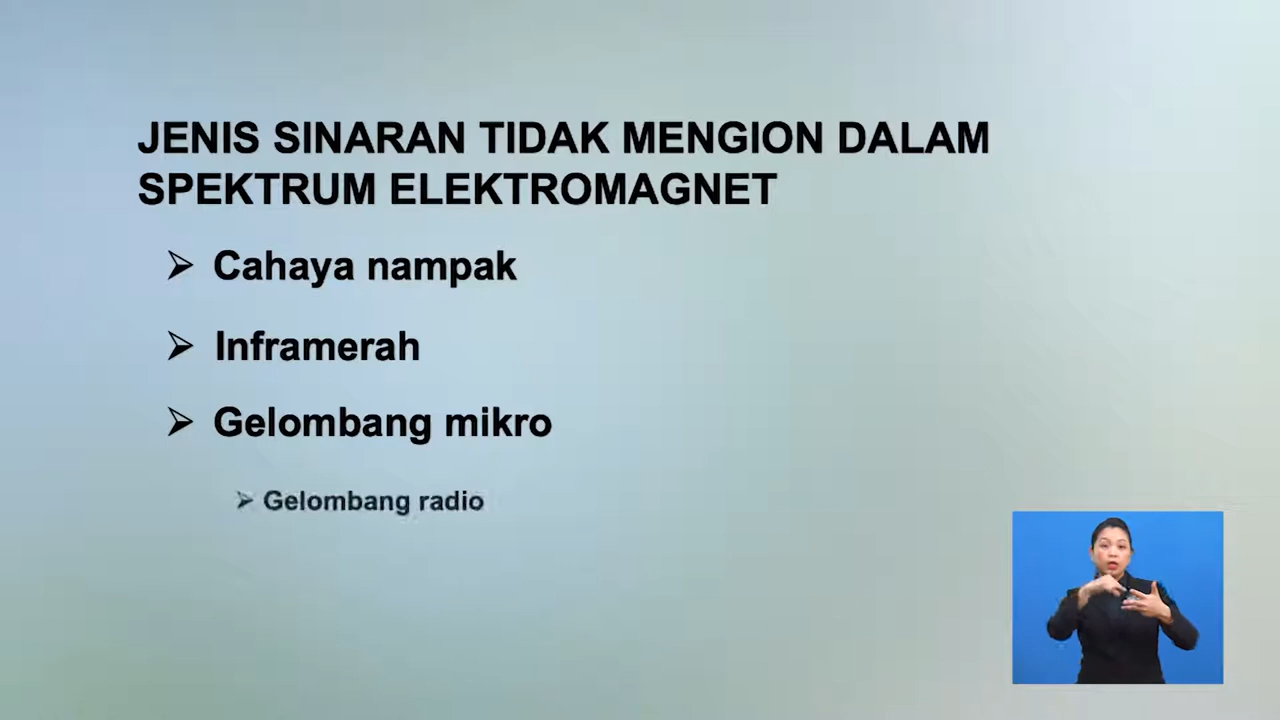 JENIS SINARAN TIDAK MENGION DALAM
SPEKTRUM ELEKTROMAGNET
➢ Cahaya nampak
➢ Inframerah
➢ Gelombang mikro
➢ Gelombang radio